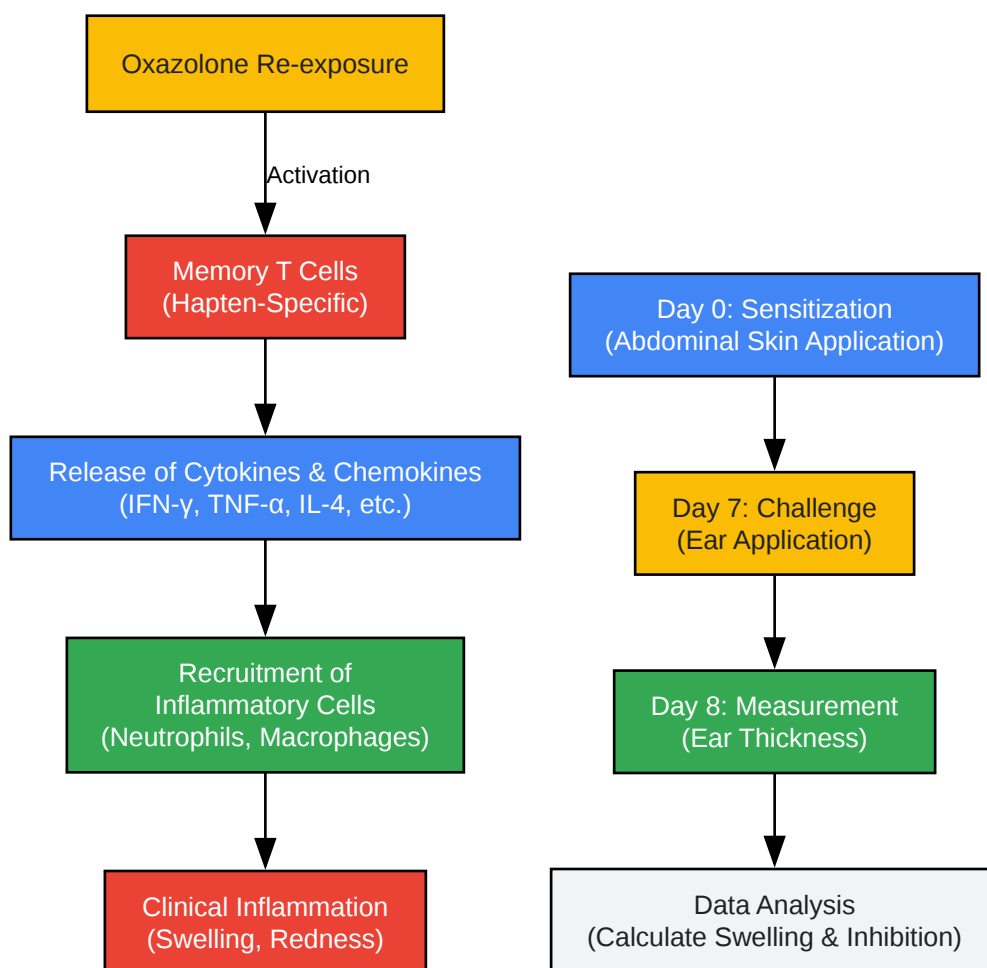 Oxazolone Re-exposure
Activation
Memory T Cells
(Hapten-Specific)
Release of Cytokines & Chemokines
(IFN-γ, TNF-α, IL-4, etc.)
Recruitment of
Inflammatory Cells
(Neutrophils, Macrophages)
Clinical Inflammation
(Swelling, Redness)
Day 0: Sensitization
(Abdominal Skin Application)
Day 7: Challenge
(Ear Application)
Day 8: Measurement
(Ear Thickness)
Data Analysis
(Calculate Swelling & Inhibition)